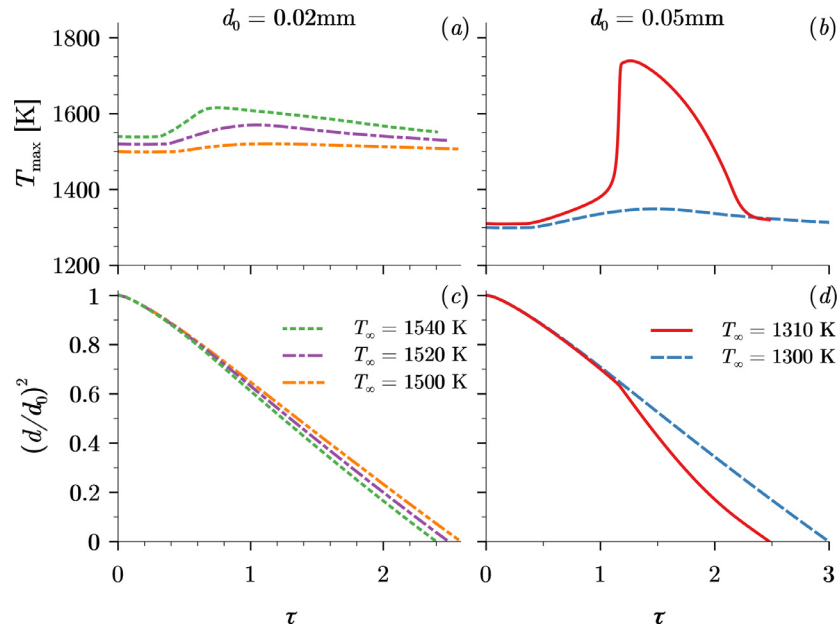 d₀ = 0.02mm
d₀ = 0.05mm
(a)
(b)
1800
1600
1400
1200
T_max [K]
(c)
(d)
1
0.8
0.6
0.4
0.2
0
(d/d₀)²
T∞ = 1540 K
T∞ = 1520 K
T∞ = 1500 K
T∞ = 1310 K
T∞ = 1300 K
0 1 2
0 1 2 3
τ
τ